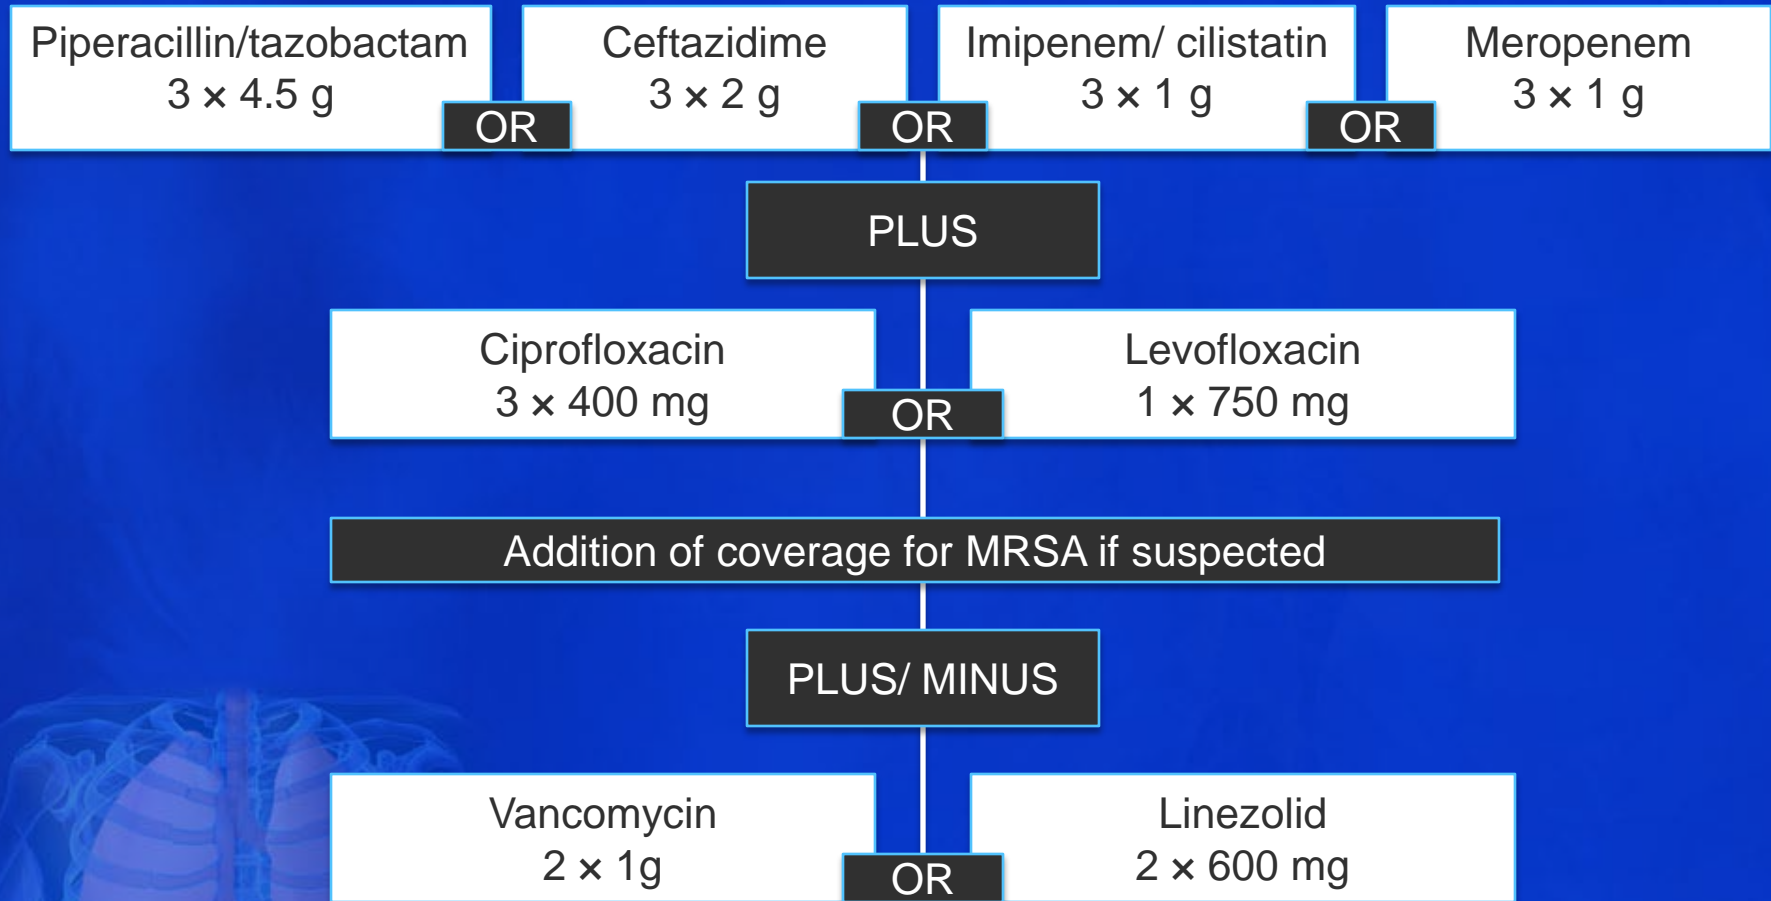 Piperacillin/tazobactam
3 × 4.5 g
OR
Ceftazidime
3 × 2 g
OR
Imipenem/ cilistatin
3 × 1 g
OR
Meropenem
3 × 1 g
PLUS
Ciprofloxacin
3 × 400 mg
OR
Levofloxacin
1 × 750 mg
Addition of coverage for MRSA if suspected
PLUS/ MINUS
Vancomycin
2 × 1g
OR
Linezolid
2 × 600 mg